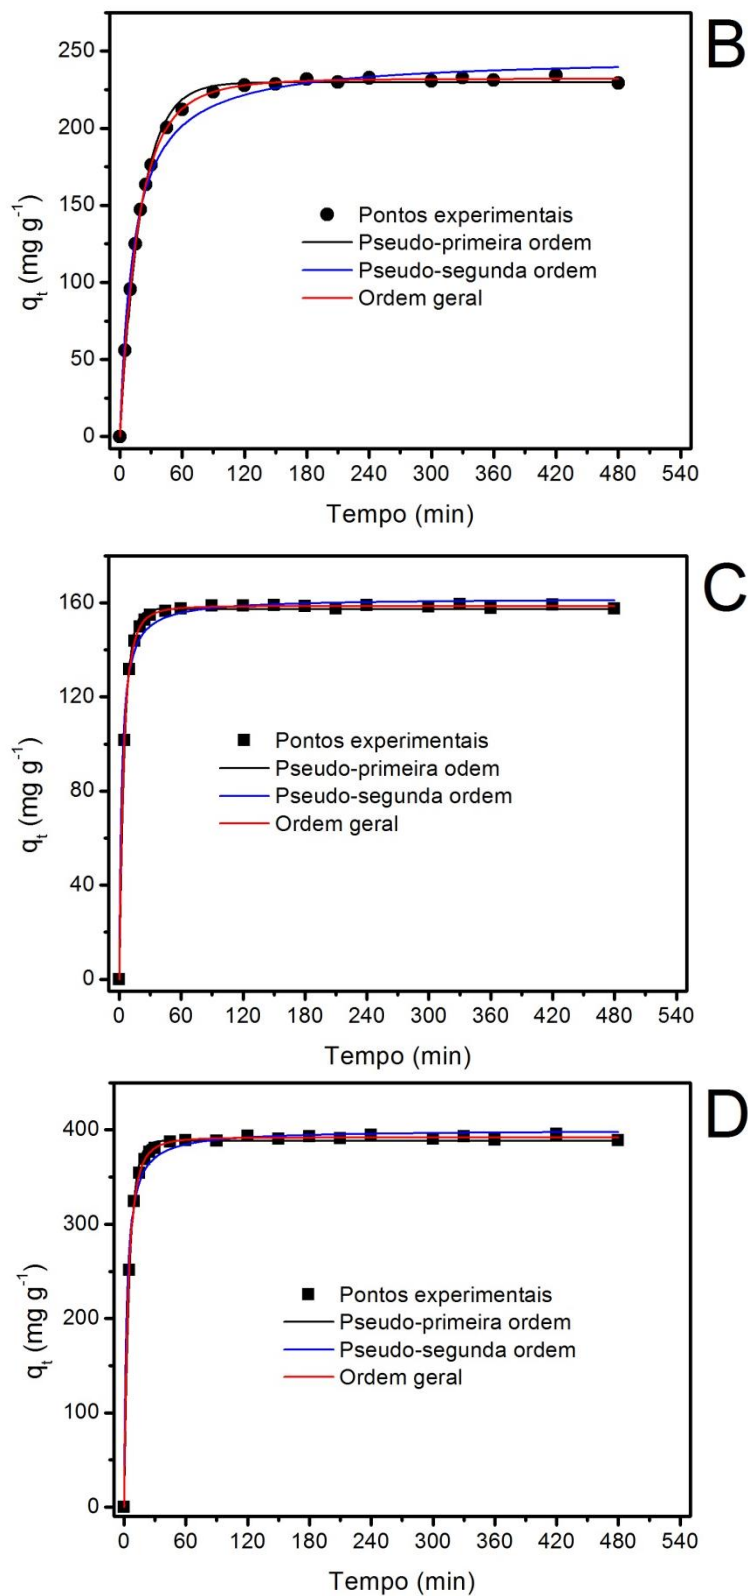 B
250
200
150
100
50
0
q_t (mg g⁻¹)
Pontos experimentais
Pseudo-primeira ordem
Pseudo-segunda ordem
Ordem geral
0 60 120 180 240 300 360 420 480 540
Tempo (min)
C
160
120
80
40
0
q_t (mg g⁻¹)
Pontos experimentais
Pseudo-primeira odem
Pseudo-segunda ordem
Ordem geral
0 60 120 180 240 300 360 420 480 540
Tempo (min)
D
400
300
200
100
0
q_t (mg g⁻¹)
Pontos experimentais
Pseudo-primeira ordem
Pseudo-segunda ordem
Ordem geral
0 60 120 180 240 300 360 420 480 540
Tempo (min)